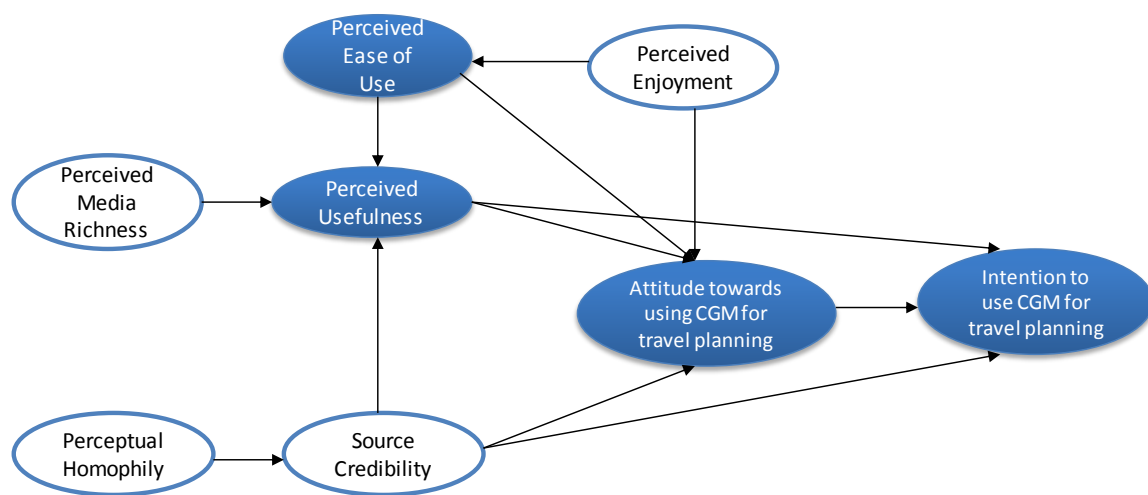 Perceived
Ease of
Use
Perceived
Enjoyment
Perceived
Media
Richness
Perceived
Usefulness
Attitude towards
using CGM for
travel planning
Intention to
use CGM for
travel planning
Perceptual
Homophily
Source
Credibility